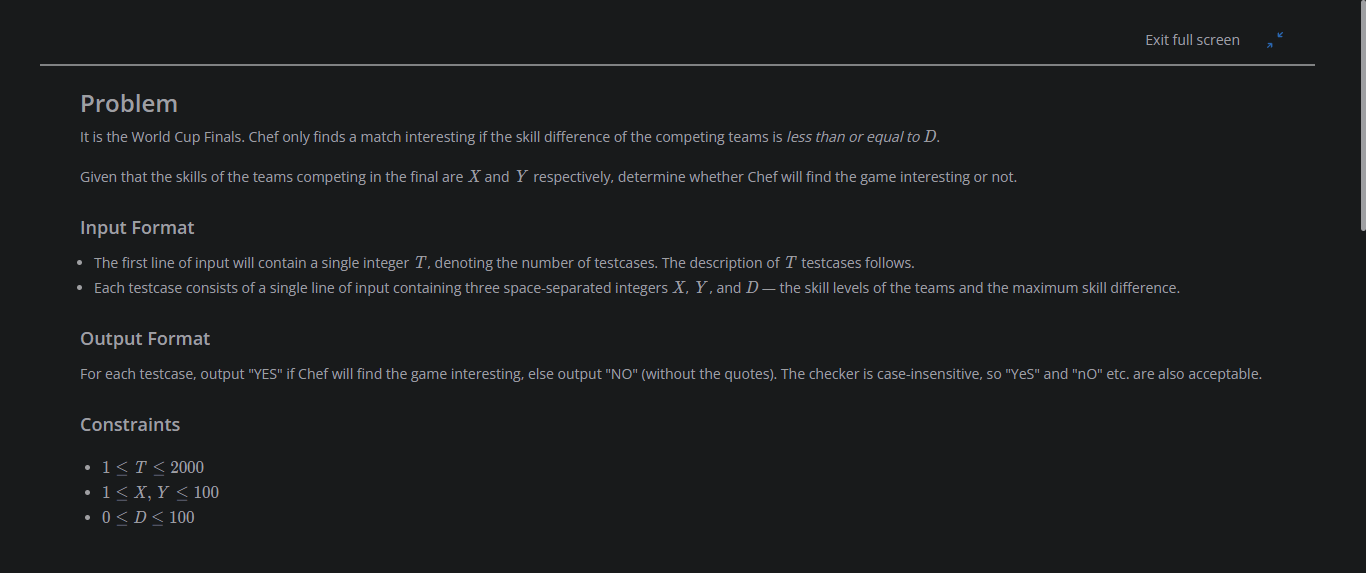 Exit full screen
Problem
It is the World Cup Finals. Chef only finds a match interesting if the skill difference of the competing teams is less than or equal to D.
Given that the skills of the teams competing in the final are X and Y respectively, determine whether Chef will find the game interesting or not.
Input Format
• The first line of input will contain a single integer T, denoting the number of testcases. The description of T testcases follows.
• Each testcase consists of a single line of input containing three space-separated integers X, Y, and D — the skill levels of the teams and the maximum skill difference.
Output Format
For each testcase, output "YES" if Chef will find the game interesting, else output "NO" (without the quotes). The checker is case-insensitive, so "YeS" and "nO" etc. are also acceptable.
Constraints
• 1 ≤ T ≤ 2000
• 1 ≤ X, Y ≤ 100
• 0 ≤ D ≤ 100